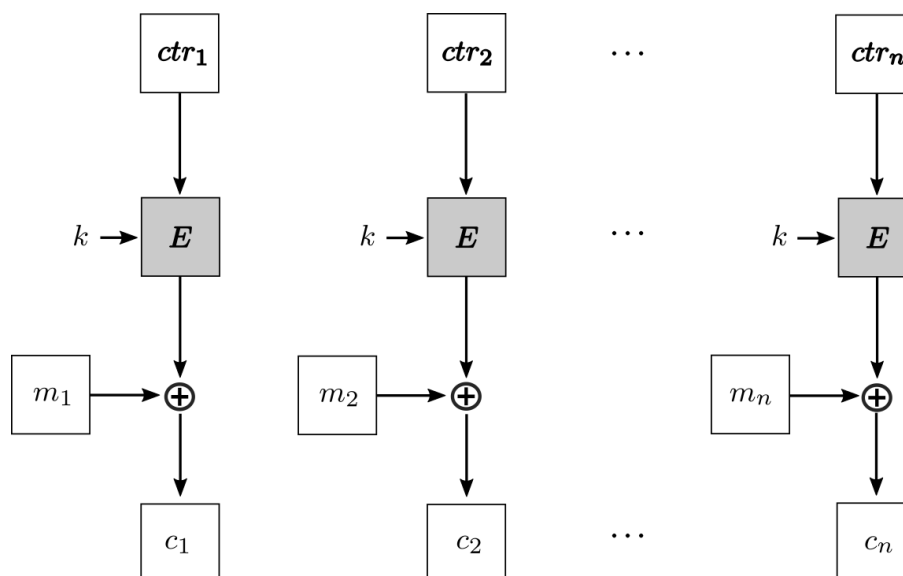 ctr₁ ctr₂ ... ctrₙ
k E k E ... k E
m₁ m₂ mₙ
c₁ c₂ ... cₙ